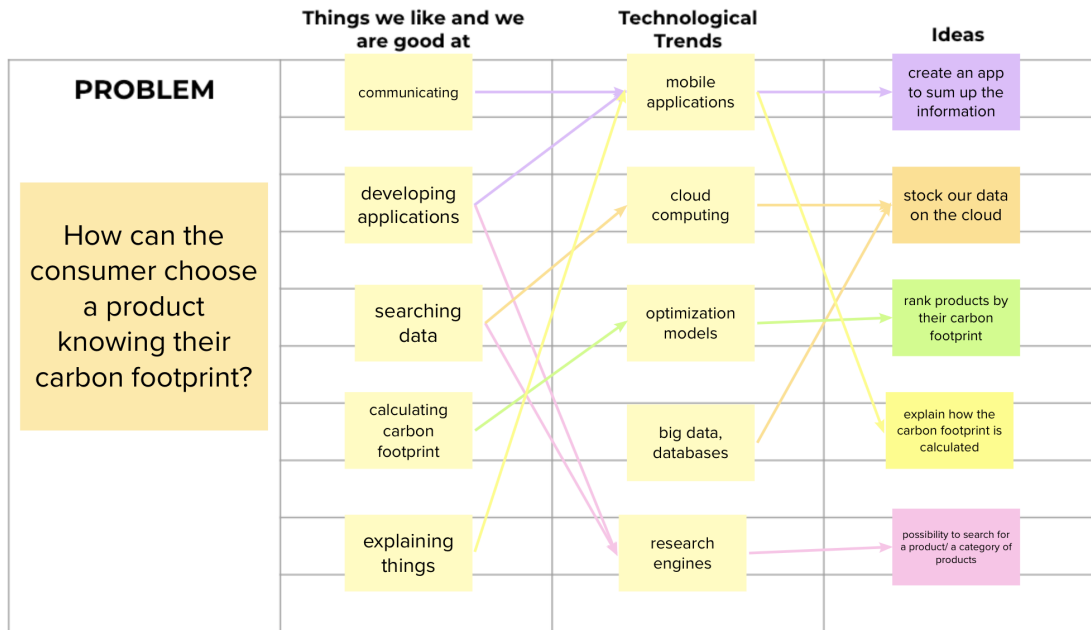 Things we like and we
are good at
Technological
Trends
Ideas
PROBLEM
How can the
consumer choose
a product
knowing their
carbon footprint?
communicating
developing
applications
searching
data
calculating
carbon
footprint
explaining
things
mobile
applications
cloud
computing
optimization
models
big data,
databases
research
engines
create an app
to sum up the
information
stock our data
on the cloud
rank products by
their carbon
footprint
explain how the
carbon footprint is
calculated
possibility to search for
a product/ a category of
products